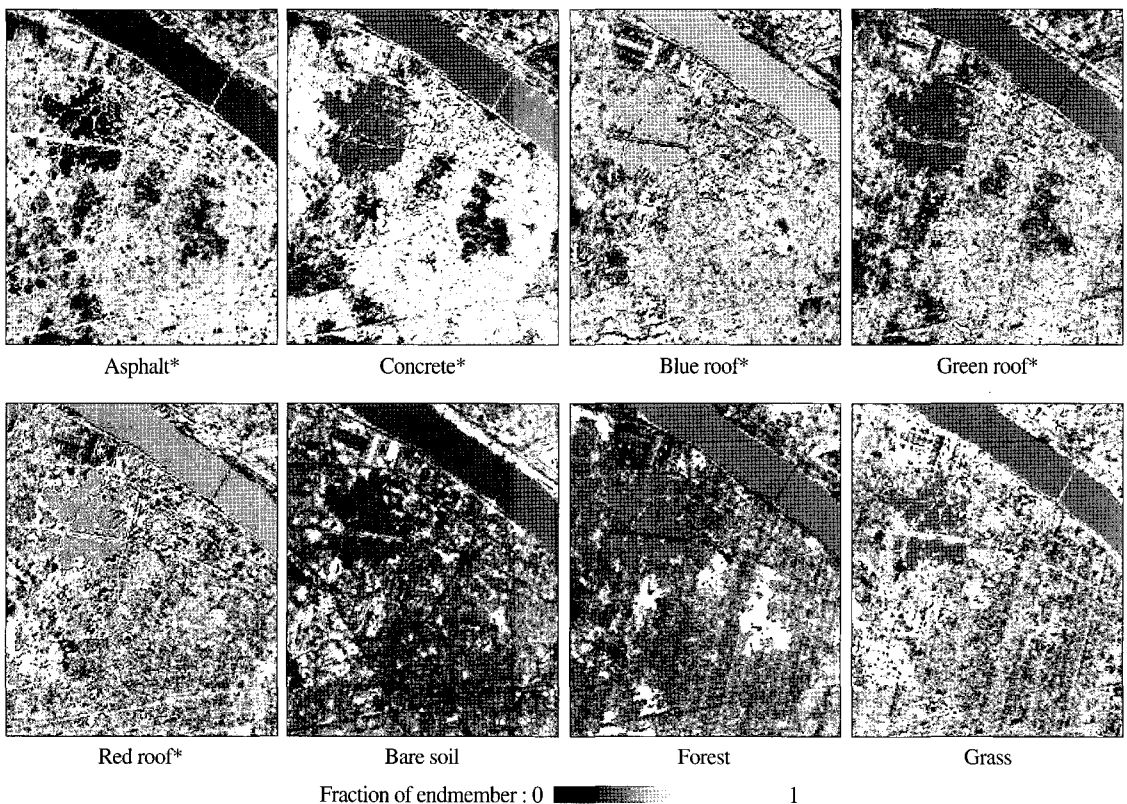 Asphalt*
Concrete*
Blue roof*
Green roof*
Red roof*
Bare soil
Forest
Grass
Fraction of endmember : 0 1